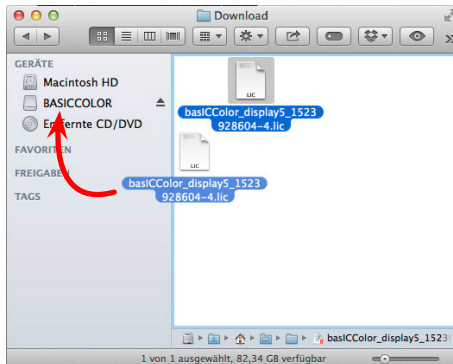 Download
GERÄTE
Macintosh HD
BASICCOLOR
Entfernte CD/DVD
FAVORITEN
FREIGABEN
TAGS
LIC
basICColor_display5_1523
928604-4.lic
LIC
basICColor_display5_1523
928604-4.lic
basICColor_display5_1523
1 von 1 ausgewählt, 82,34 GB verfügbar